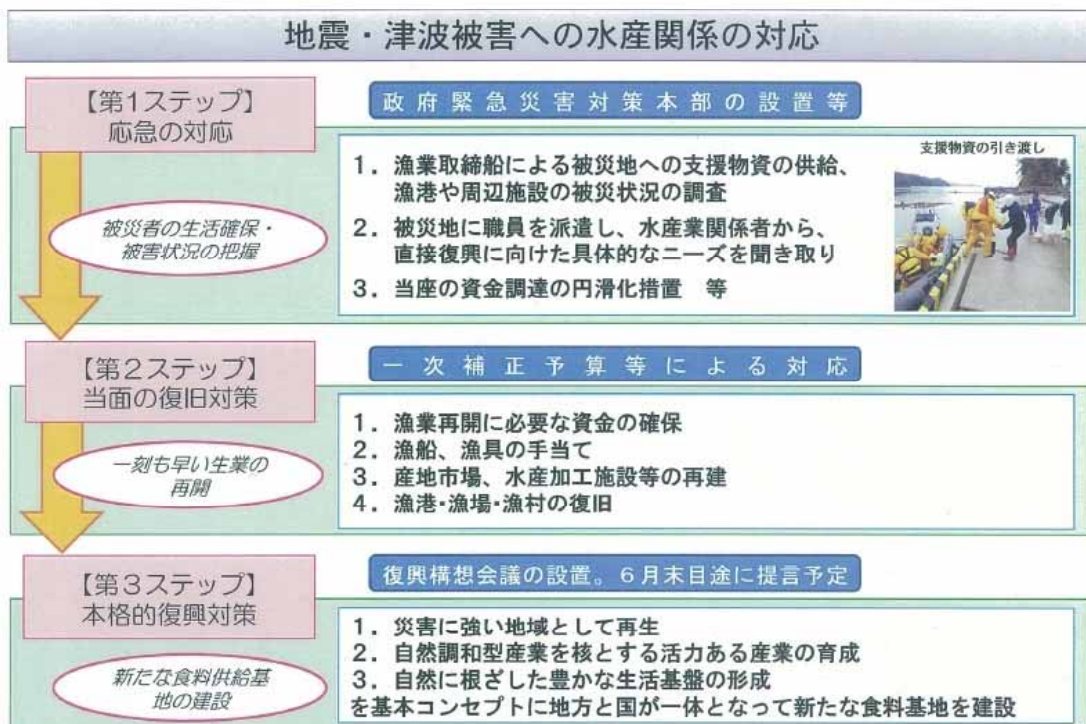 地震・津波被害への水産関係の対応
【第1ステップ】
応急の対応
被災者の生活確保・
被害状況の把握
政府緊急災害対策本部の設置等
1．漁業取締船による被災地への支援物資の供給、
漁港や周辺施設の被災状況の調査
2．被災地に職員を派遣し、水産業関係者から、
直接復興に向けた具体的なニーズを聞き取り
3．当座の資金調達の円滑化措置　等
支援物資の引き渡し
【第2ステップ】
当面の復旧対策
一刻も早い生業の
再開
一次補正予算等による対応
1．漁業再開に必要な資金の確保
2．漁船、漁具の手当て
3．産地市場、水産加工施設等の再建
4．漁港・漁場・漁村の復旧
【第3ステップ】
本格的復興対策
新たな食料供給基
地の建設
復興構想会議の設置。6月末目途に提言予定
1．災害に強い地域として再生
2．自然調和型産業を核とする活力ある産業の育成
3．自然に根ざした豊かな生活基盤の形成
を基本コンセプトに地方と国が一体となって新たな食料基地を建設